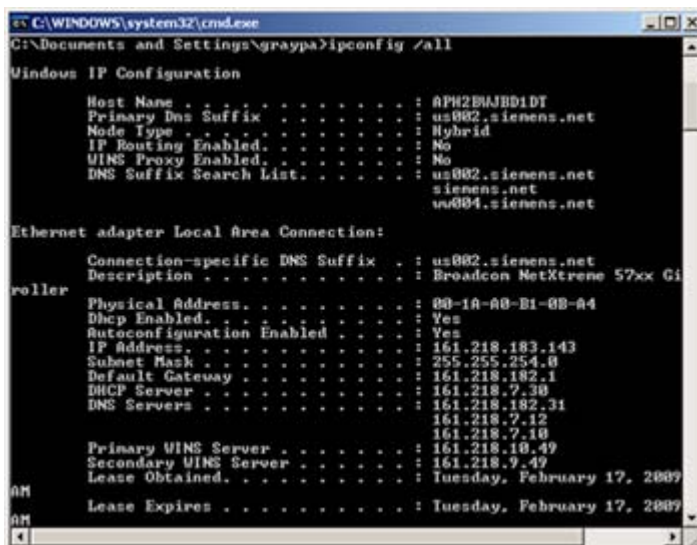 C:\WINDOWS\system32\cmd.exe
C:\Documents and Settings\graypa>ipconfig /all
Windows IP Configuration
Host Name . . . . . . . . . . . . : APH2BWJBD1DT
Primary Dns Suffix . . . . . . . : us002.siemens.net
Node Type . . . . . . . . . . . . : Hybrid
IP Routing Enabled. . . . . . . . : No
WINS Proxy Enabled. . . . . . . . : No
DNS Suffix Search List. . . . . . : us002.siemens.net
siemens.net
ww004.siemens.net
Ethernet adapter Local Area Connection:
Connection-specific DNS Suffix . : us002.siemens.net
Description . . . . . . . . . . . : Broadcom NetXtreme 57xx Gi
roller
Physical Address. . . . . . . . . : 00-1A-A0-B1-0B-A4
Dhcp Enabled. . . . . . . . . . . : Yes
Autoconfiguration Enabled . . . . : Yes
IP Address. . . . . . . . . . . . : 161.218.183.143
Subnet Mask . . . . . . . . . . . : 255.255.254.0
Default Gateway . . . . . . . . . : 161.218.182.1
DHCP Server . . . . . . . . . . . : 161.218.7.30
DNS Servers . . . . . . . . . . . : 161.218.182.31
161.218.7.12
161.218.7.10
Primary WINS Server . . . . . . . : 161.218.10.49
Secondary WINS Server . . . . . . : 161.218.9.49
Lease Obtained. . . . . . . . . . : Tuesday, February 17, 2009
AM
Lease Expires . . . . . . . . . . : Tuesday, February 17, 2009
AM